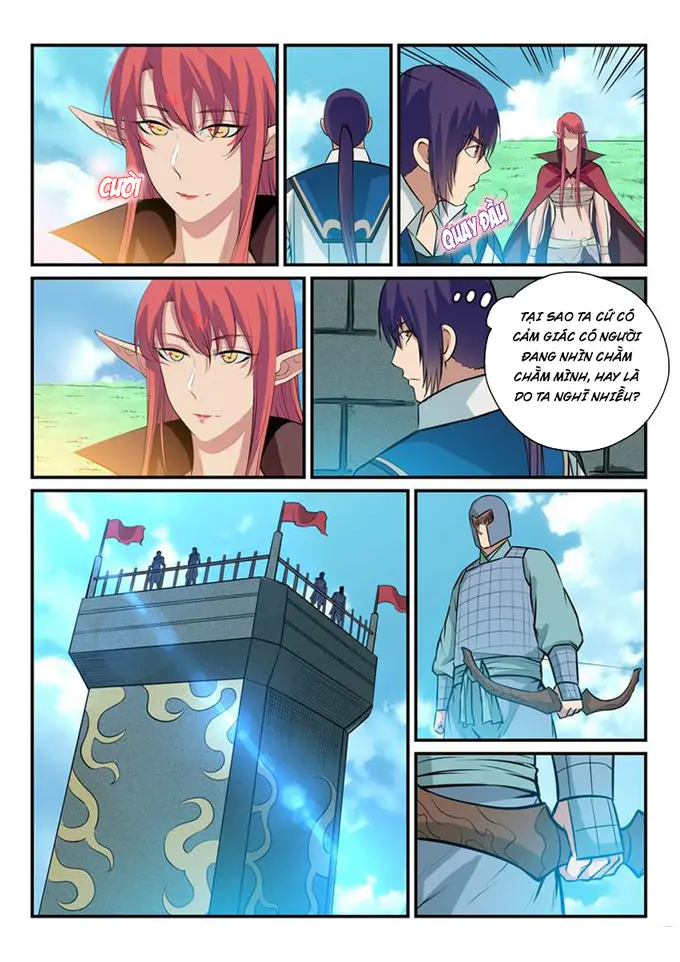 CƯỜI
QUAY ĐẦU
TẠI SAO TA CỨ CÓ
CẢM GIÁC CÓ NGƯỜI
ĐANG NHÌN CHẰM
CHẰM MÌNH, HAY LÀ
DO TA NGHĨ NHIỀU?